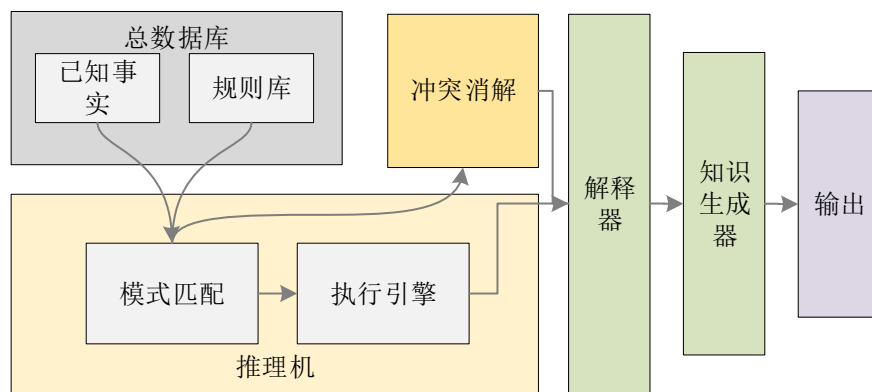 总数据库
已知事
实
规则库
冲突消解
模式匹配
执行引擎
推理机
解释
器
知识
生成
器
输出